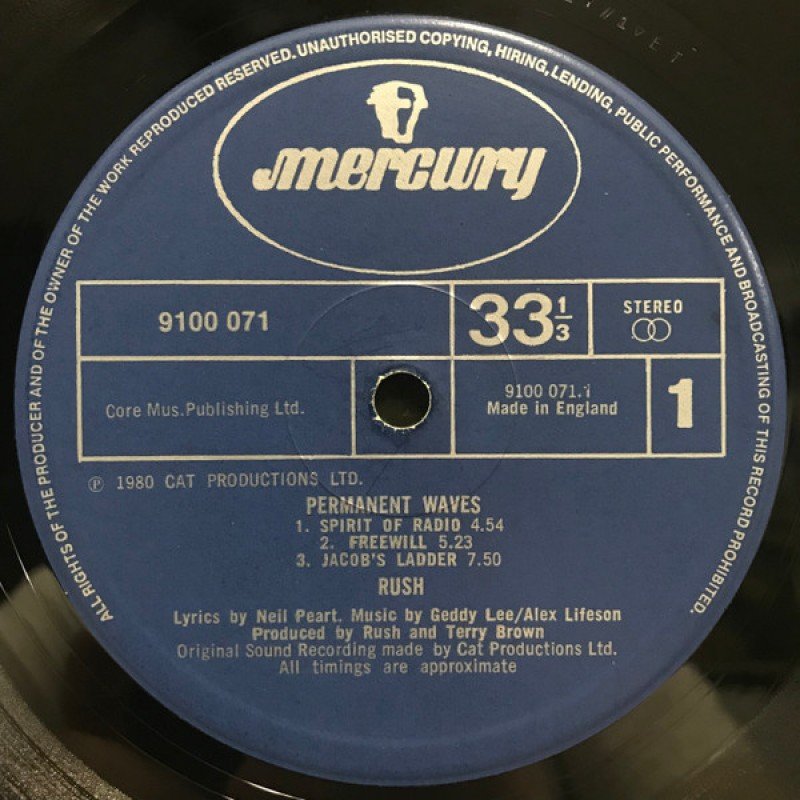 ALL RIGHTS OF THE PRODUCER AND OF THE OWNER OF THE WORK REPRODUCED RESERVED. UNAUTHORISED COPYING, HIRING, LENDING, PUBLIC PERFORMANCE AND BROADCASTING OF THIS RECORD PROHIBITED.
mercury
9100 071
33 1/3
STEREO
Core Mus.Publishing Ltd.
9100 071.1
Made in England
1
℗ 1980 CAT PRODUCTIONS LTD.
PERMANENT WAVES
1. SPIRIT OF RADIO 4.54
2. FREEWILL 5.23
3. JACOB'S LADDER 7.50
RUSH
Lyrics by Neil Peart. Music by Geddy Lee/Alex Lifeson
Produced by Rush and Terry Brown
Original Sound Recording made by Cat Productions Ltd.
All timings are approximate